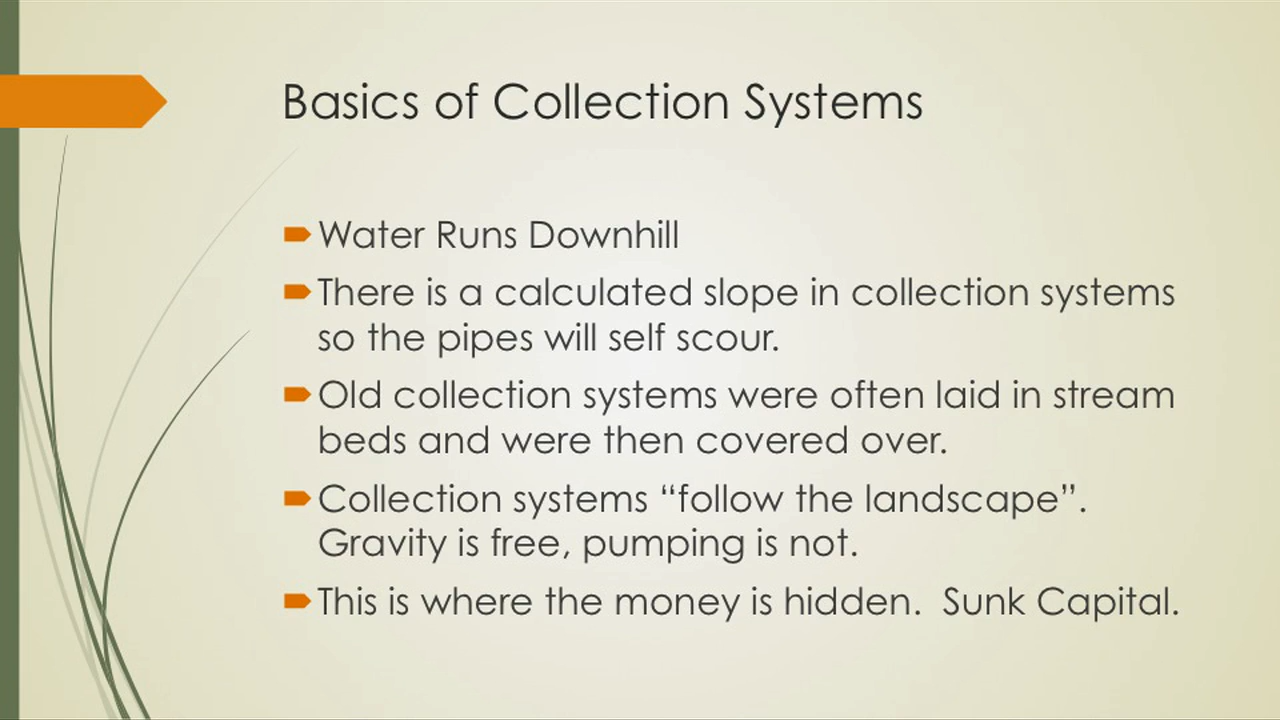 Basics of Collection Systems
Water Runs Downhill
There is a calculated slope in collection systems
so the pipes will self scour.
Old collection systems were often laid in stream
beds and were then covered over.
Collection systems “follow the landscape”.
Gravity is free, pumping is not.
This is where the money is hidden.  Sunk Capital.